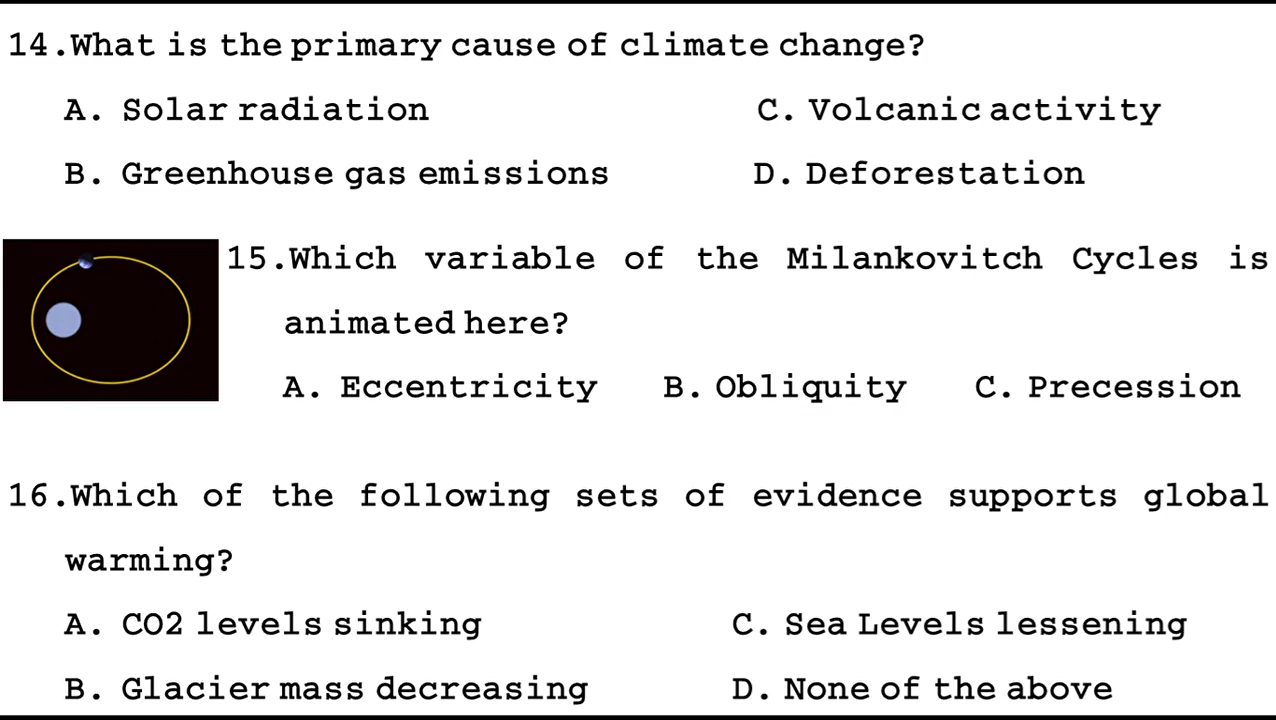 14.What is the primary cause of climate change?
A. Solar radiation C. Volcanic activity
B. Greenhouse gas emissions D. Deforestation
15.Which variable of the Milankovitch Cycles is
animated here?
A. Eccentricity B. Obliquity C. Precession
16.Which of the following sets of evidence supports global
warming?
A. CO2 levels sinking C. Sea Levels lessening
B. Glacier mass decreasing D. None of the above